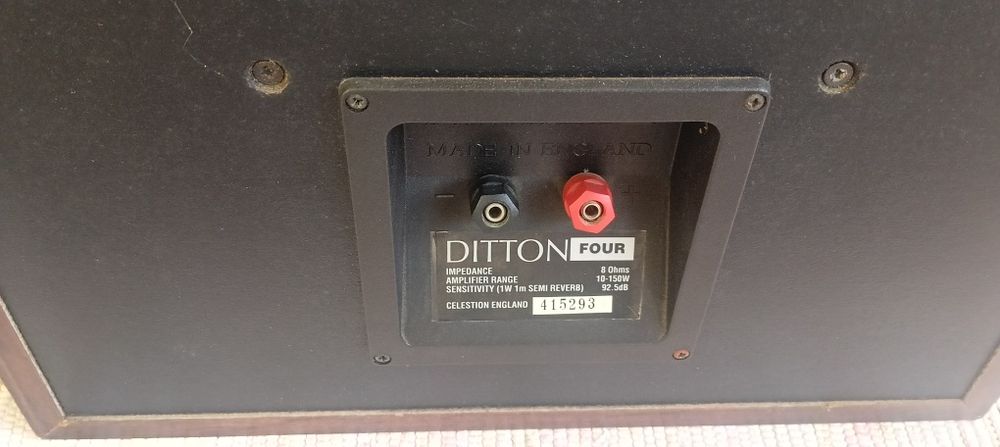 MADE IN ENGLAND
- +
DITTON FOUR
IMPEDANCE 8 Ohms
AMPLIFIER RANGE 10-150W
SENSITIVITY (1W 1m SEMI REVERB) 92.5dB
CELESTION ENGLAND 415293